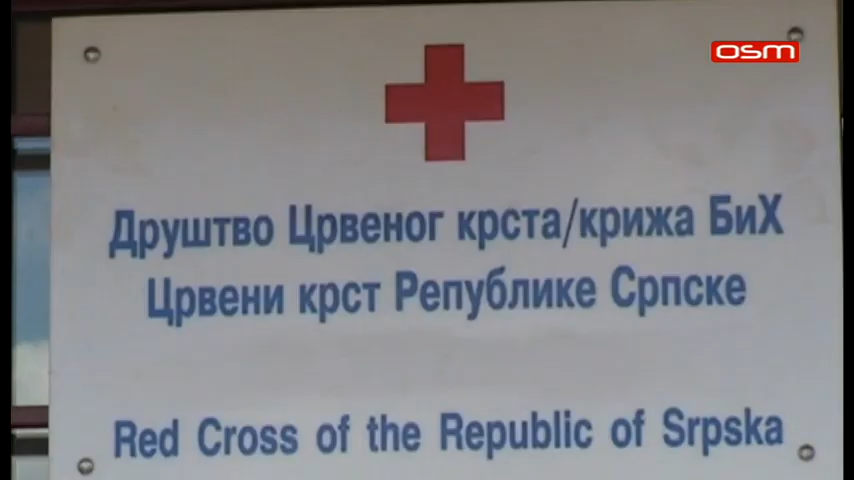 OSM
Друштво Црвеног крста/крижа БиХ
Црвени крст Републике Српске
Red Cross of the Republic of Srpska